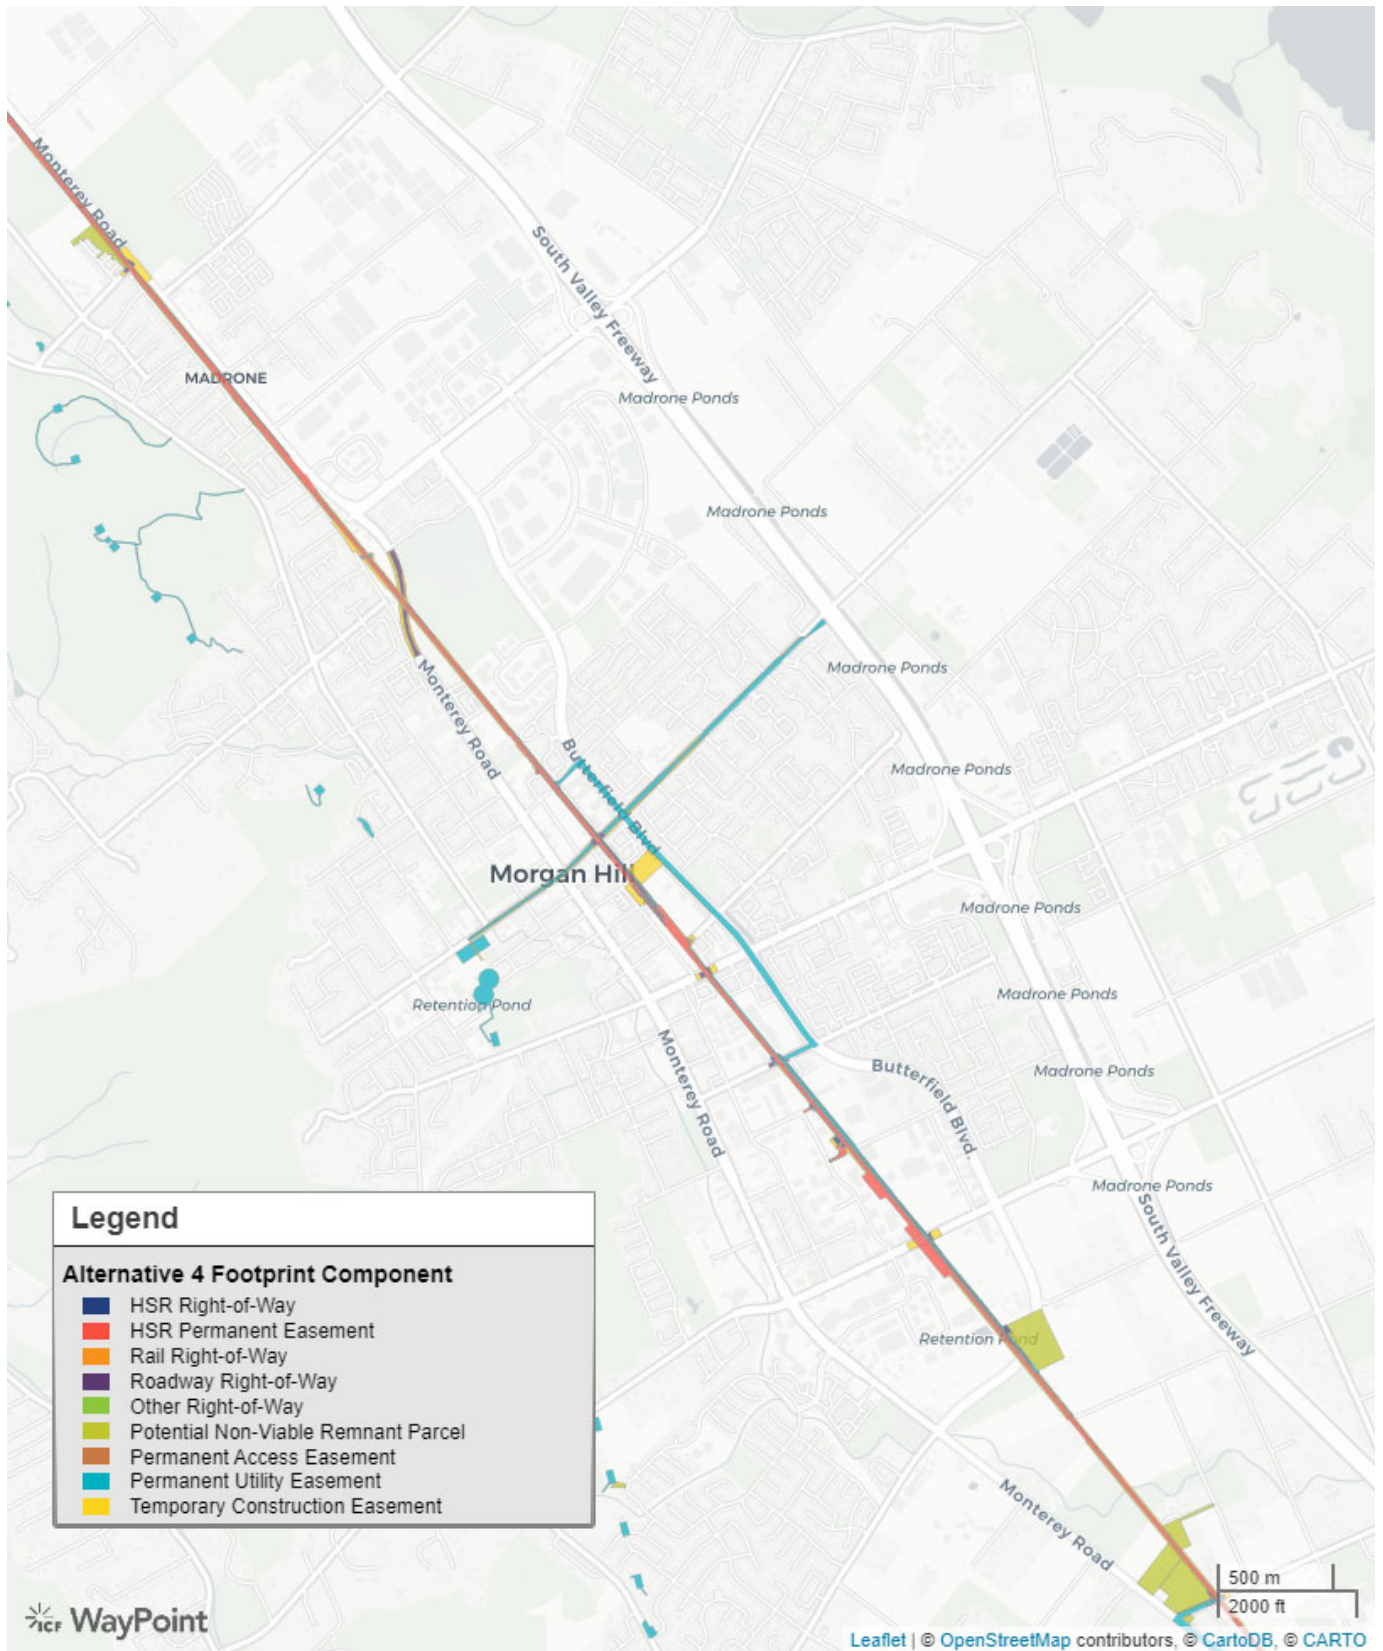 Monterey Road
South Valley Freeway
MADRONE
Madrone Ponds
Madrone Ponds
Madrone Ponds
Monterey Road
Butterfield Blvd
Madrone Ponds
Morgan Hill
Madrone Ponds
Retention Pond
Madrone Ponds
Monterey Road
Butterfield Blvd.
Madrone Ponds
Madrone Ponds
South Valley Freeway
Retention Pond
Monterey Road
Legend
Alternative 4 Footprint Component
HSR Right-of-Way
HSR Permanent Easement
Rail Right-of-Way
Roadway Right-of-Way
Other Right-of-Way
Potential Non-Viable Remnant Parcel
Permanent Access Easement
Permanent Utility Easement
Temporary Construction Easement
500 m
2000 ft
ICF WayPoint
Leaflet | © OpenStreetMap contributors, © CartoDB, © CARTO